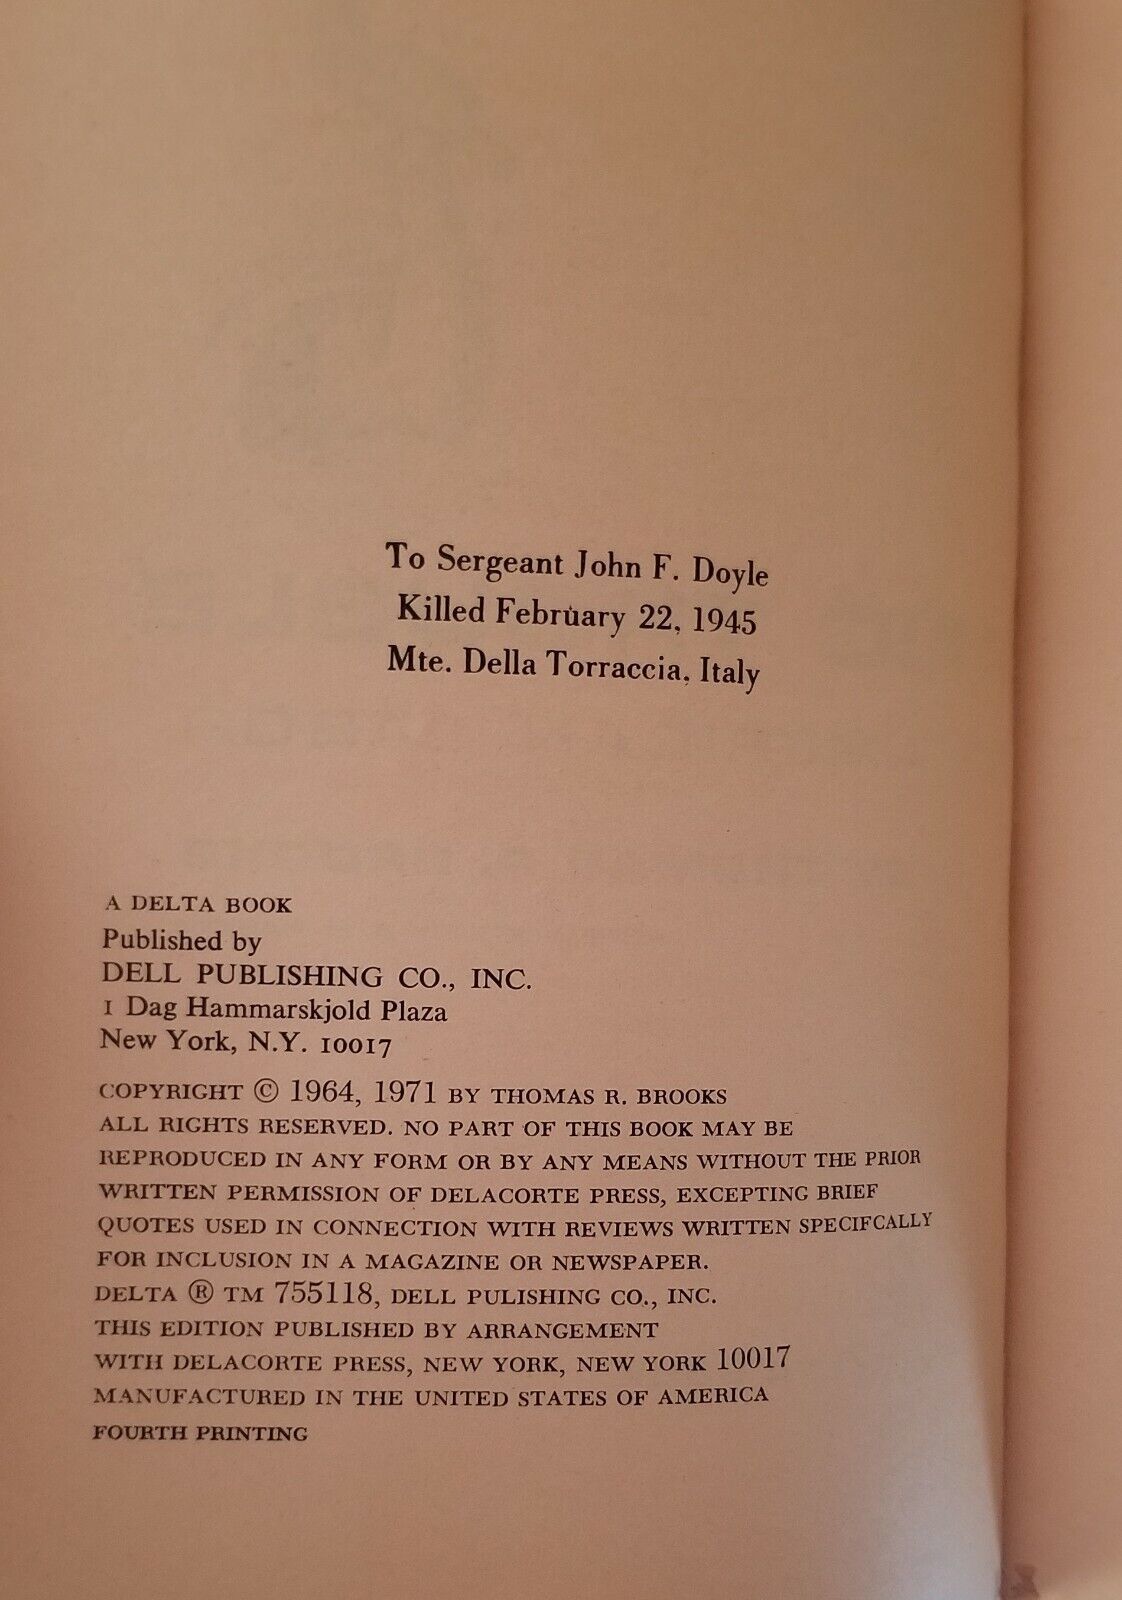 To Sergeant John F. Doyle
Killed February 22, 1945
Mte. Della Torraccia, Italy
A DELTA BOOK
Published by
DELL PUBLISHING CO., INC.
1 Dag Hammarskjold Plaza
New York, N.Y. 10017
COPYRIGHT © 1964, 1971 BY THOMAS R. BROOKS
ALL RIGHTS RESERVED. NO PART OF THIS BOOK MAY BE
REPRODUCED IN ANY FORM OR BY ANY MEANS WITHOUT THE PRIOR
WRITTEN PERMISSION OF DELACORTE PRESS, EXCEPTING BRIEF
QUOTES USED IN CONNECTION WITH REVIEWS WRITTEN SPECIFCALLY
FOR INCLUSION IN A MAGAZINE OR NEWSPAPER.
DELTA ® TM 755118, DELL PULISHING CO., INC.
THIS EDITION PUBLISHED BY ARRANGEMENT
WITH DELACORTE PRESS, NEW YORK, NEW YORK 10017
MANUFACTURED IN THE UNITED STATES OF AMERICA
FOURTH PRINTING